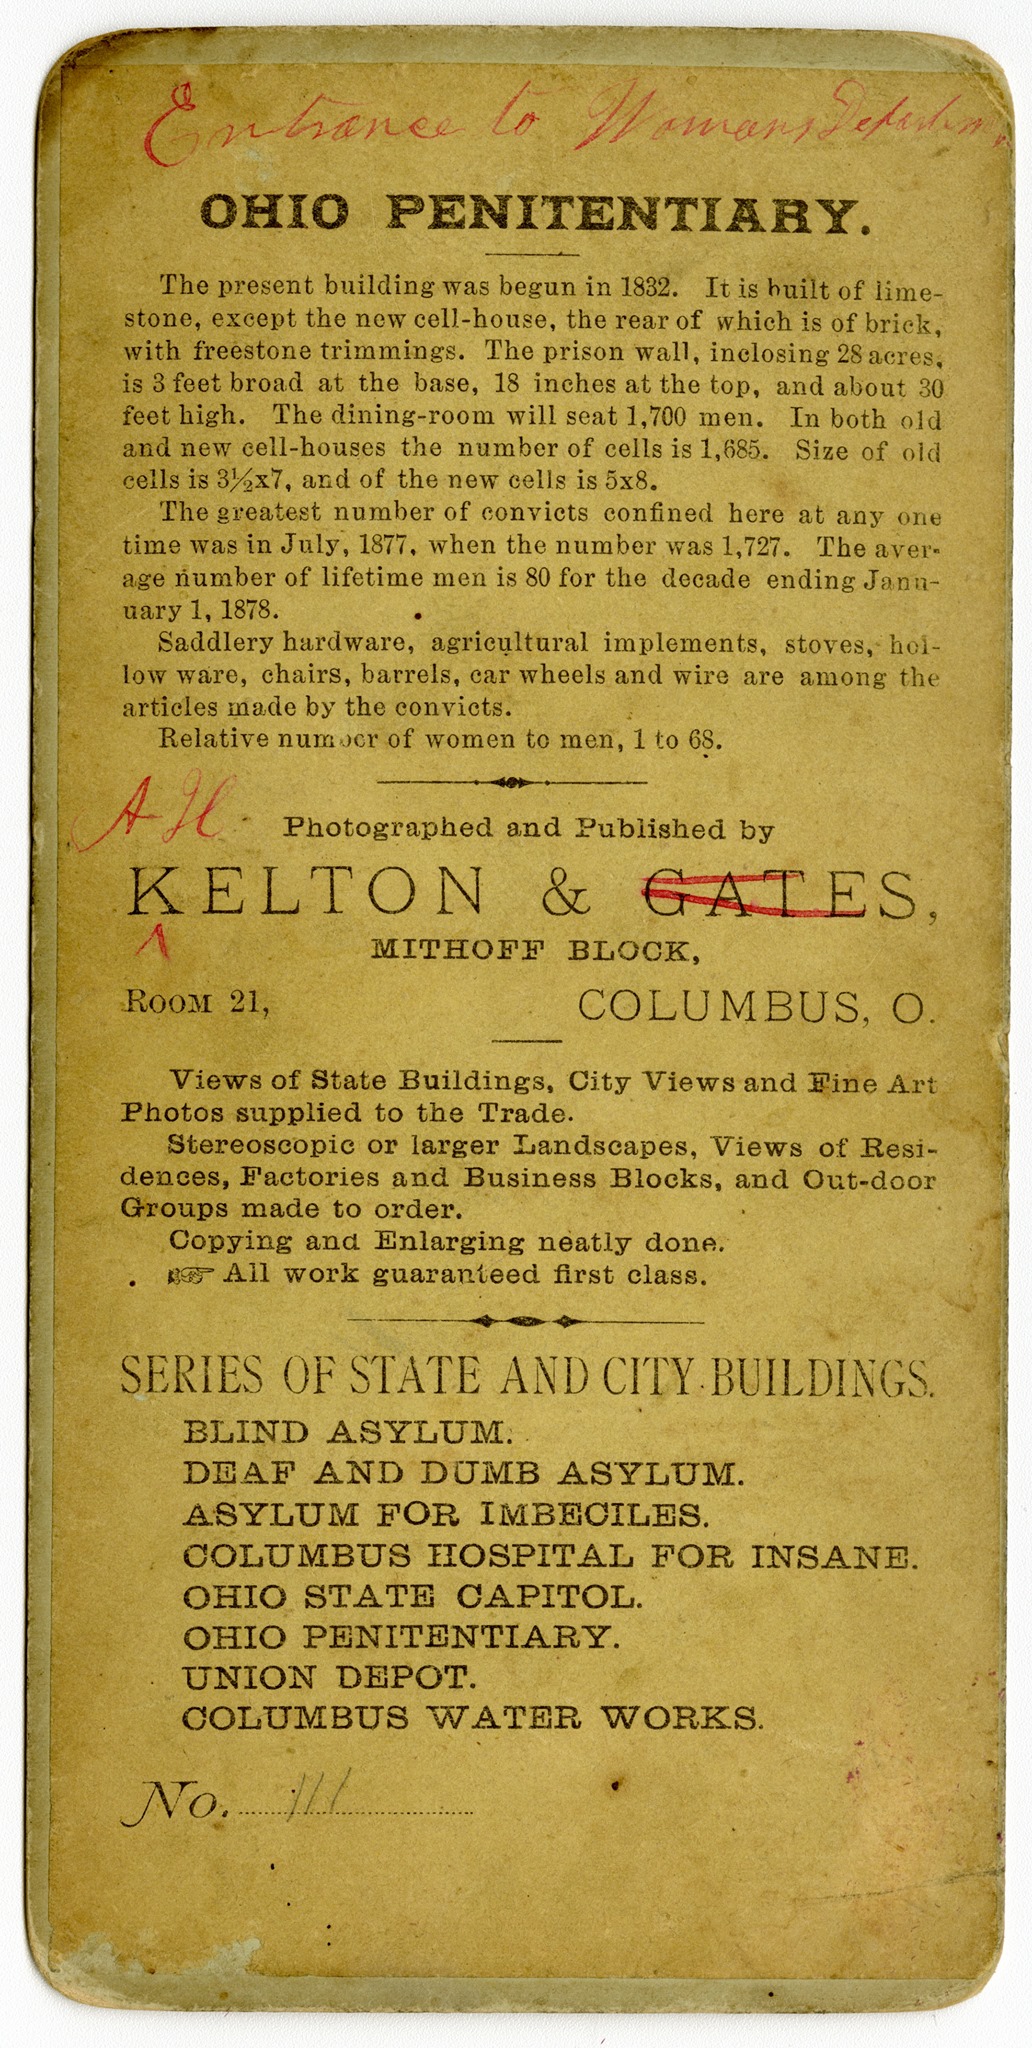 Entrance to Womans Departm
OHIO PENITENTIARY.
The present building was begun in 1832. It is built of lime-
stone, except the new cell-house, the rear of which is of brick,
with freestone trimmings. The prison wall, inclosing 28 acres,
is 3 feet broad at the base, 18 inches at the top, and about 30
feet high. The dining-room will seat 1,700 men. In both old
and new cell-houses the number of cells is 1,685. Size of old
cells is 3½x7, and of the new cells is 5x8.
The greatest number of convicts confined here at any one
time was in July, 1877, when the number was 1,727. The aver-
age number of lifetime men is 80 for the decade ending Jann-
uary 1, 1878.
Saddlery hardware, agricultural implements, stoves, hol-
low ware, chairs, barrels, car wheels and wire are among the
articles made by the convicts.
Relative number of women to men, 1 to 68.
A H Photographed and Published by
KELTON & GATES,
MITHOFF BLOCK,
ROOM 21, COLUMBUS, O.
Views of State Buildings, City Views and Fine Art
Photos supplied to the Trade.
Stereoscopic or larger Landscapes, Views of Resi-
dences, Factories and Business Blocks, and Out-door
Groups made to order.
Copying and Enlarging neatly done.
☞ All work guaranteed first class.
SERIES OF STATE AND CITY BUILDINGS.
BLIND ASYLUM.
DEAF AND DUMB ASYLUM.
ASYLUM FOR IMBECILES.
COLUMBUS HOSPITAL FOR INSANE.
OHIO STATE CAPITOL.
OHIO PENITENTIARY.
UNION DEPOT.
COLUMBUS WATER WORKS.
No. 111